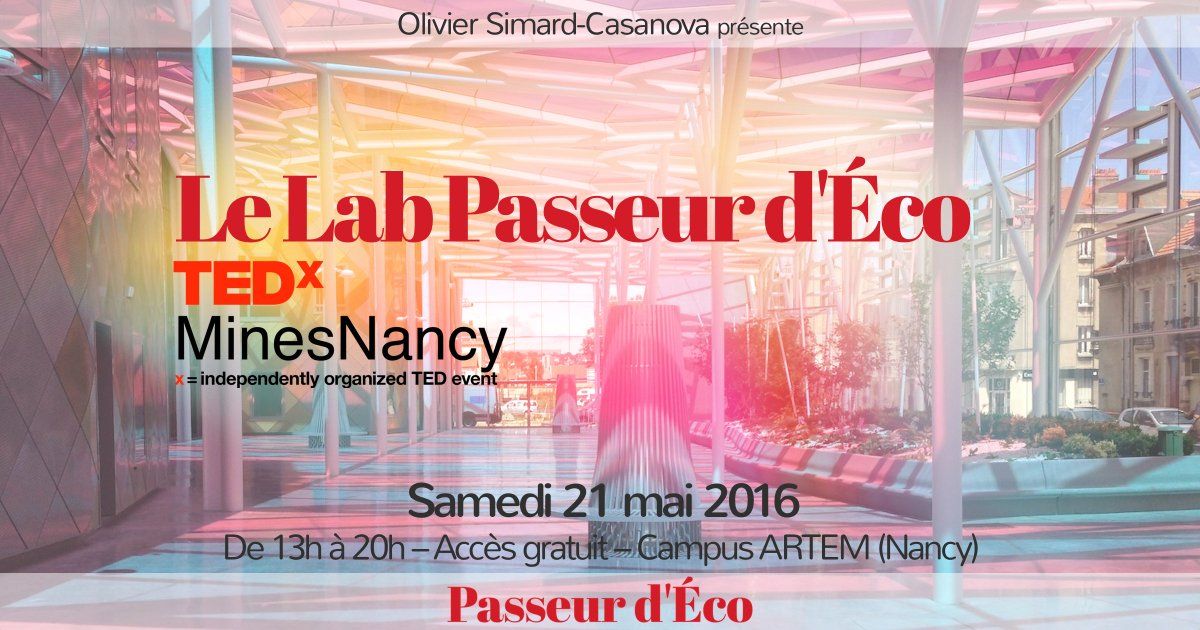 Olivier Simard-Casanova présente
Le Lab Passeur d'Éco
TEDx
MinesNancy
x = independently organized TED event
Samedi 21 mai 2016
De 13h à 20h – Accès gratuit – Campus ARTEM (Nancy)
Passeur d'Éco